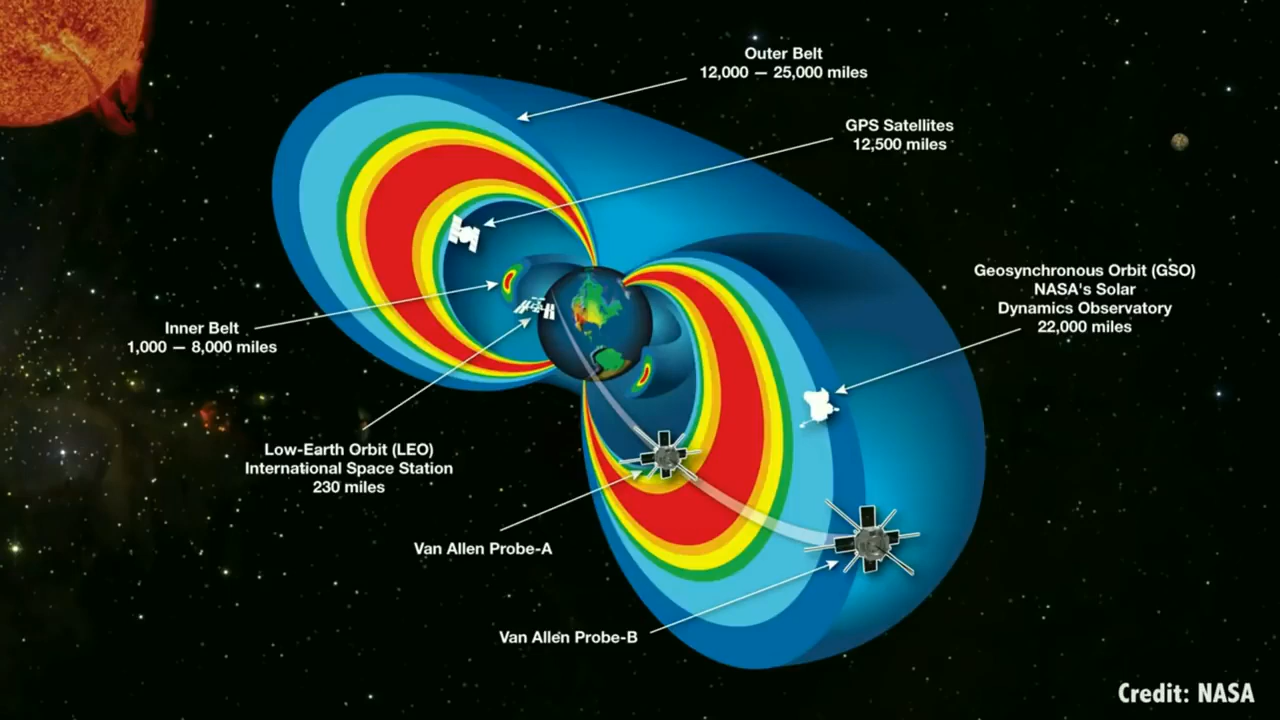 Outer Belt
12,000 — 25,000 miles
GPS Satellites
12,500 miles
Geosynchronous Orbit (GSO)
NASA's Solar
Dynamics Observatory
22,000 miles
Inner Belt
1,000 — 8,000 miles
Low-Earth Orbit (LEO)
International Space Station
230 miles
Van Allen Probe-A
Van Allen Probe-B
Credit: NASA